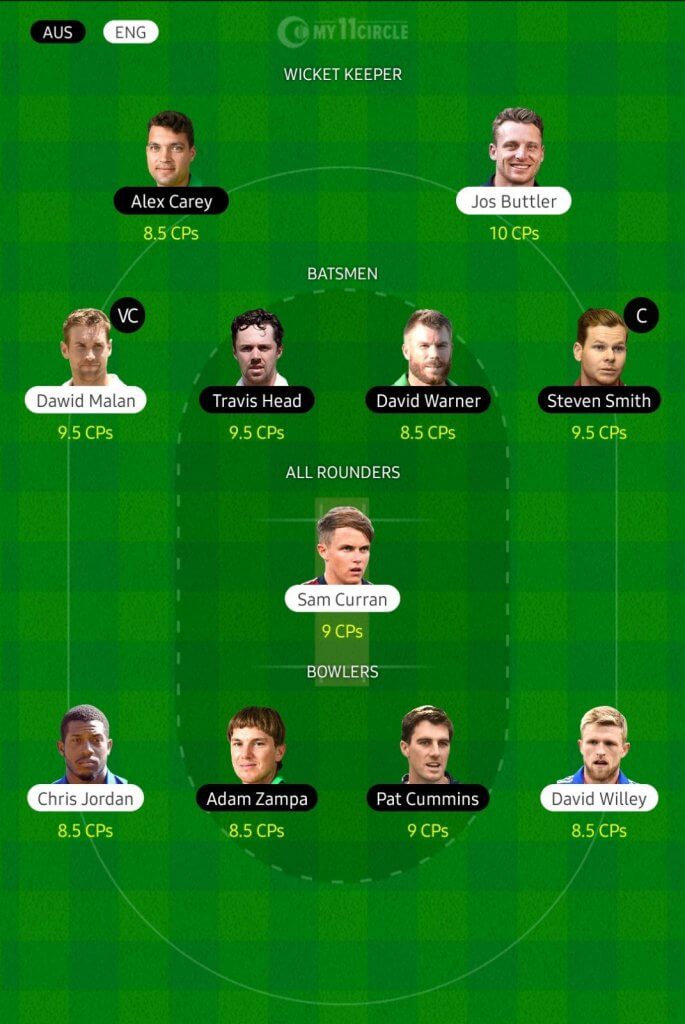 AUS ENG MY11CIRCLE
WICKET KEEPER
Alex Carey Jos Buttler
8.5 CPs 10 CPs
BATSMEN
VC C
Dawid Malan Travis Head David Warner Steven Smith
9.5 CPs 9.5 CPs 8.5 CPs 9.5 CPs
ALL ROUNDERS
Sam Curran
9 CPs
BOWLERS
Chris Jordan Adam Zampa Pat Cummins David Willey
8.5 CPs 8.5 CPs 9 CPs 8.5 CPs